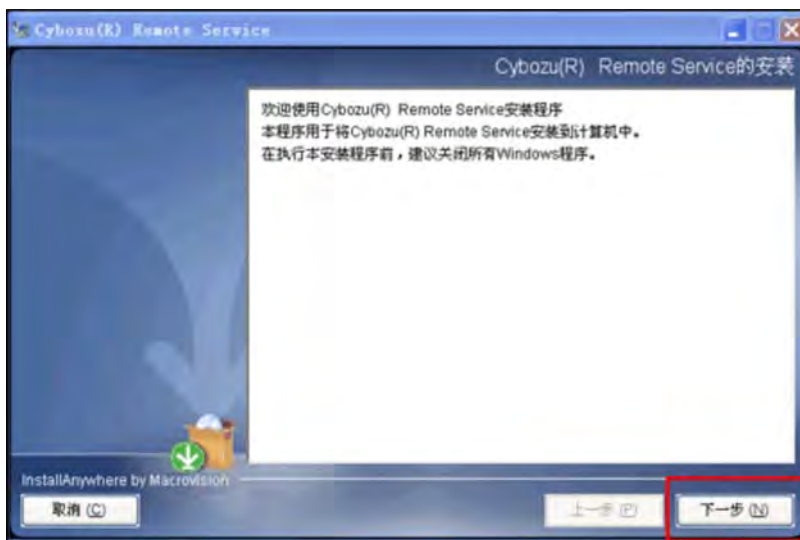 Cybozu(R) Remote Service
Cybozu(R) Remote Service的安装
欢迎使用Cybozu(R) Remote Service安装程序
本程序用于将Cybozu(R) Remote Service安装到计算机中。
在执行本安装程序前，建议关闭所有Windows程序。
InstallAnywhere by Macrovision
取消 (C)
上一步 (P)
下一步 (N)